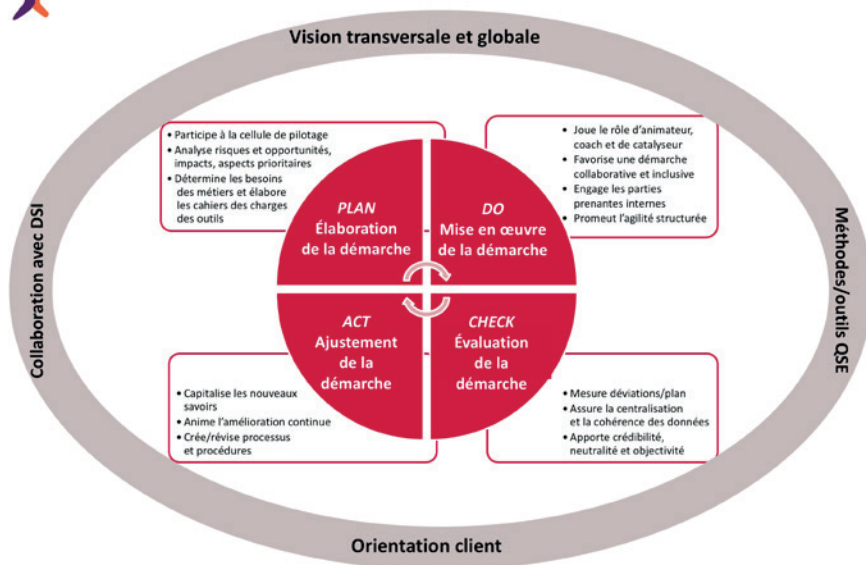 Vision transversale et globale
• Participe à la cellule de pilotage
• Analyse risques et opportunités,
impacts, aspects prioritaires
• Détermine les besoins
des métiers et élabore
les cahiers des charges
des outils
• Joue le rôle d'animateur,
coach et de catalyseur
• Favorise une démarche
collaborative et inclusive
• Engage les parties
prenantes internes
• Promeut l'agilité structurée
PLAN
Élaboration
de la démarche
DO
Mise en œuvre
de la démarche
Collaboration avec DSI
Méthodes/outils QSE
ACT
Ajustement
de la
démarche
CHECK
Évaluation
de la
démarche
• Capitalise les nouveaux
savoirs
• Anime l'amélioration continue
• Crée/révise processus
et procédures
• Mesure déviations/plan
• Assure la centralisation
et la cohérence des données
• Apporte crédibilité,
neutralité et objectivité
Orientation client